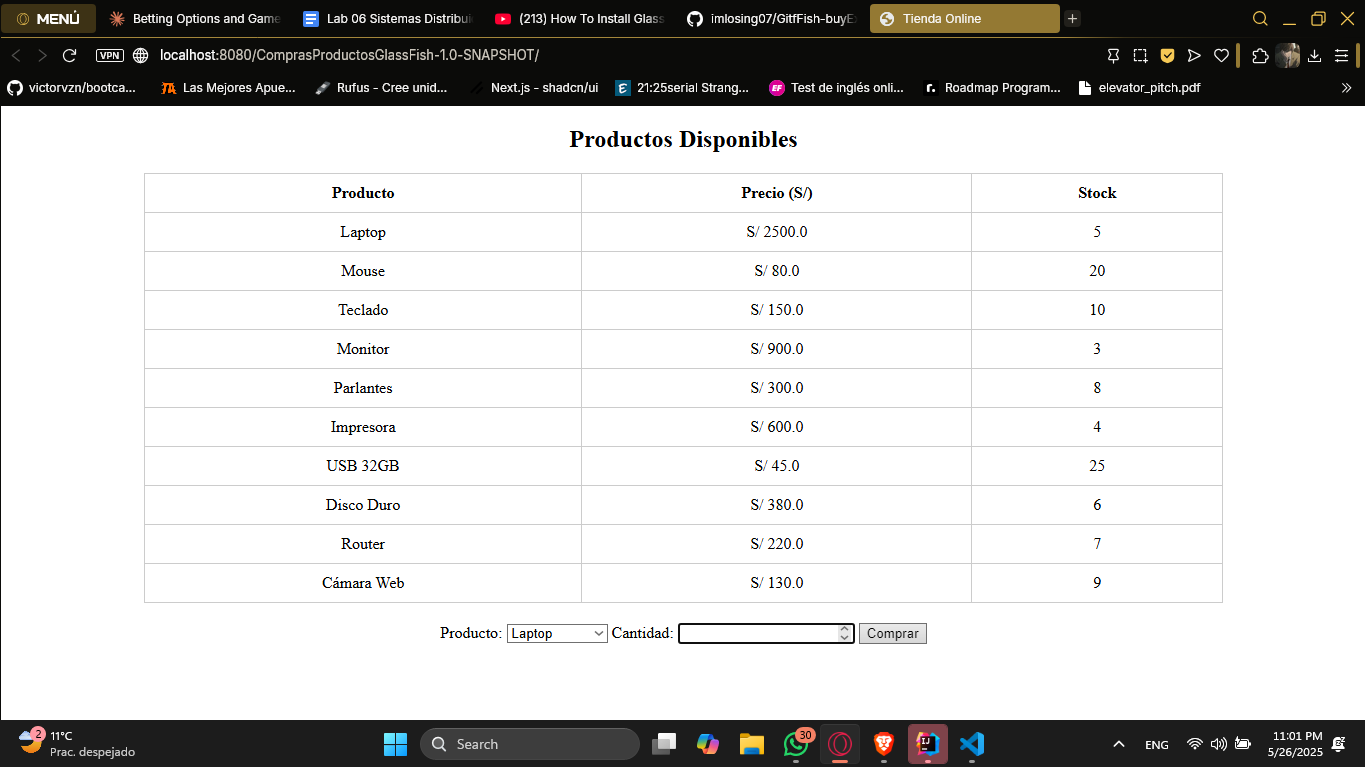 MENÚ Betting Options and Game Lab 06 Sistemas Distribui (213) How To Install Glass imlosing07/GitfFish-buyEx Tienda Online
VPN localhost:8080/ComprasProductosGlassFish-1.0-SNAPSHOT/
victorvzn/bootca... Las Mejores Apue... Rufus - Cree unid... Next.js - shadcn/ui 21:25serial Strang... Test de inglés onli... Roadmap Program... elevator_pitch.pdf
Productos Disponibles
Producto Precio (S/) Stock
Laptop S/ 2500.0 5
Mouse S/ 80.0 20
Teclado S/ 150.0 10
Monitor S/ 900.0 3
Parlantes S/ 300.0 8
Impresora S/ 600.0 4
USB 32GB S/ 45.0 25
Disco Duro S/ 380.0 6
Router S/ 220.0 7
Cámara Web S/ 130.0 9
Producto: Laptop Cantidad: Comprar
2 11°C
Prac. despejado
Search
30
ENG
11:01 PM
5/26/2025